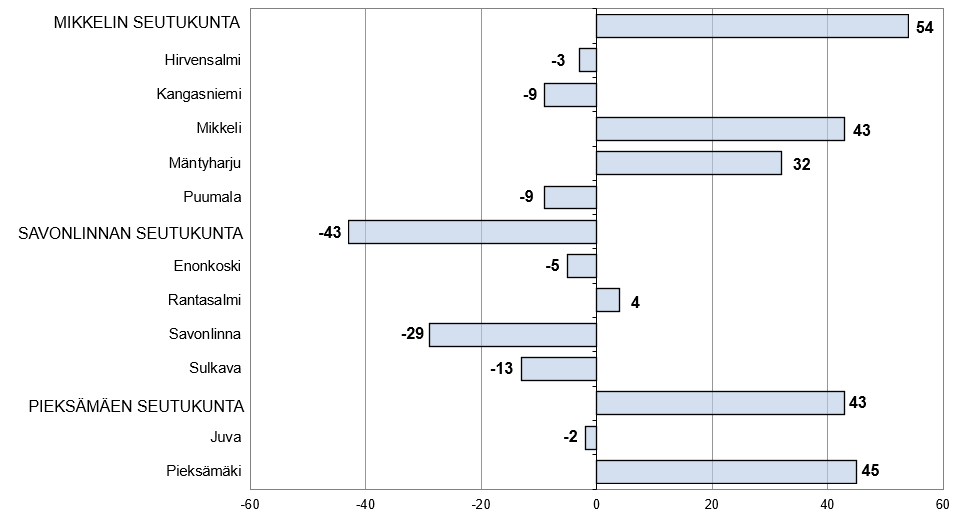 MIKKELIN SEUTUKUNTA 54
Hirvensalmi -3
Kangasniemi -9
Mikkeli 43
Mäntyharju 32
Puumala -9
SAVONLINNAN SEUTUKUNTA -43
Enonkoski -5
Rantasalmi 4
Savonlinna -29
Sulkava -13
PIEKSÄMÄEN SEUTUKUNTA 43
Juva -2
Pieksämäki 45
-60 -40 -20 0 20 40 60